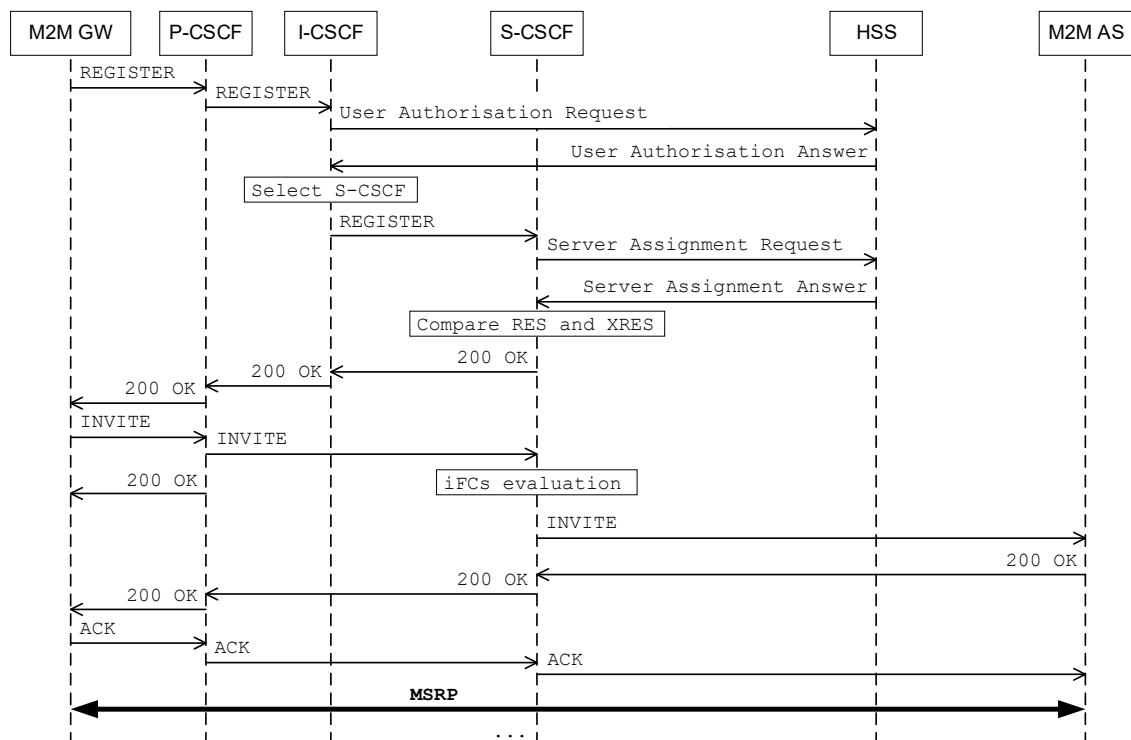 M2M GW
P-CSCF
I-CSCF
S-CSCF
HSS
M2M AS
REGISTER
REGISTER
User Authorisation Request
User Authorisation Answer
Select S-CSCF
REGISTER
Server Assignment Request
Server Assignment Answer
Compare RES and XRES
200 OK
200 OK
200 OK
INVITE
INVITE
iFCs evaluation
200 OK
INVITE
200 OK
200 OK
200 OK
ACK
ACK
ACK
MSRP
...